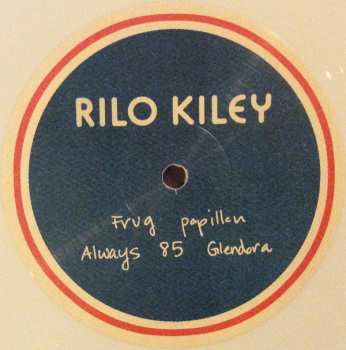 RILO KILEY
Frug papillon
Always 85 Glendora